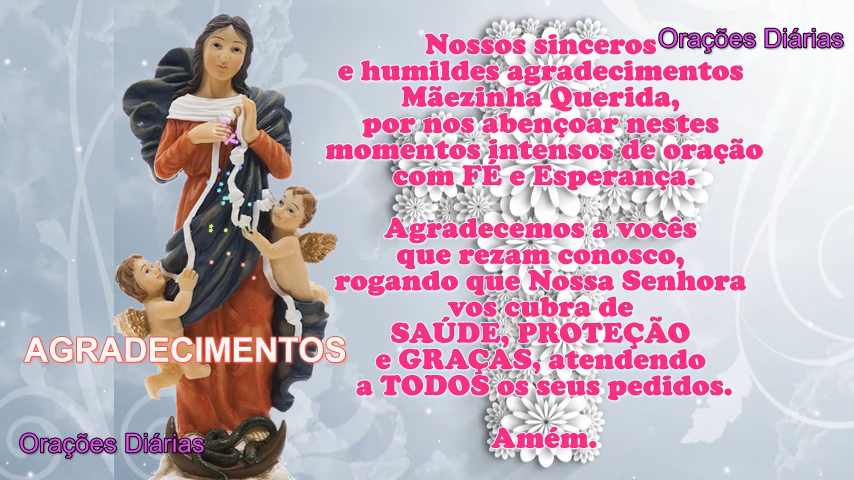 Orações Diárias
Nossos sinceros
e humildes agradecimentos
Mãezinha Querida,
por nos abençoar nestes
momentos intensos de oração
com FÉ e Esperança.
Agradecemos a vocês
que rezam conosco,
rogando que Nossa Senhora
vos cubra de
SAÚDE, PROTEÇÃO
e GRAÇAS, atendendo
a TODOS os seus pedidos.
Amém.
AGRADECIMENTOS
Orações Diárias